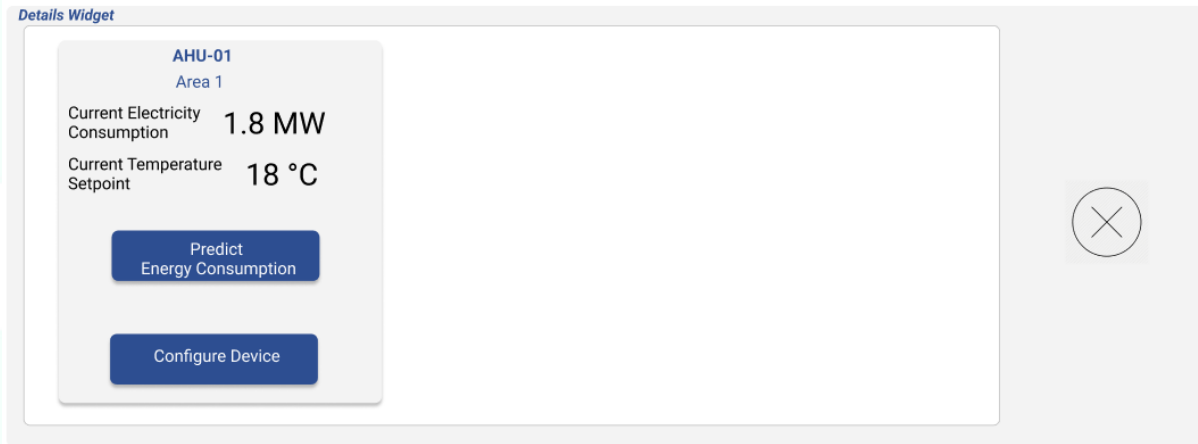 Details Widget
AHU-01
Area 1
Current Electricity
Consumption
1.8 MW
Current Temperature
Setpoint
18 °C
Predict
Energy Consumption
Configure Device